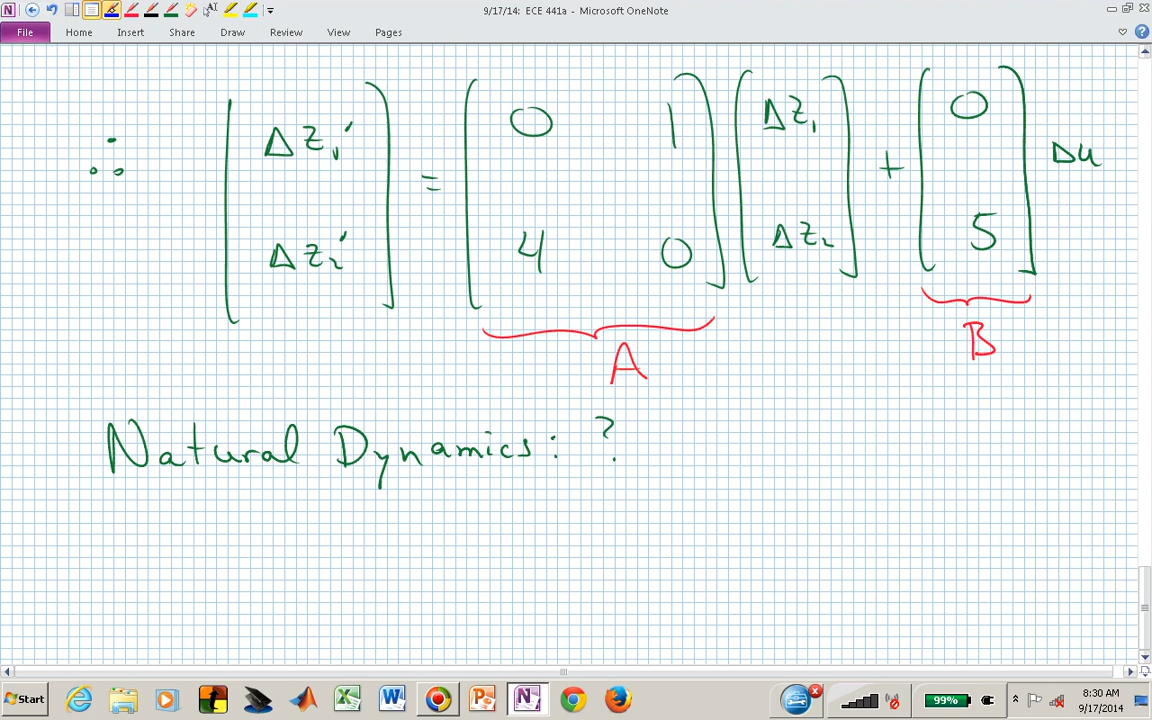 9/17/14: ECE 441a - Microsoft OneNote
File Home Insert Share Draw Review View Pages
∴ [Δz₁′ Δz₂′] = [0 1 4 0] [Δz₁ Δz₂] + [0 5] Δu
A
B
Natural Dynamics: ?
Start
99%
8:30 AM
9/17/2014